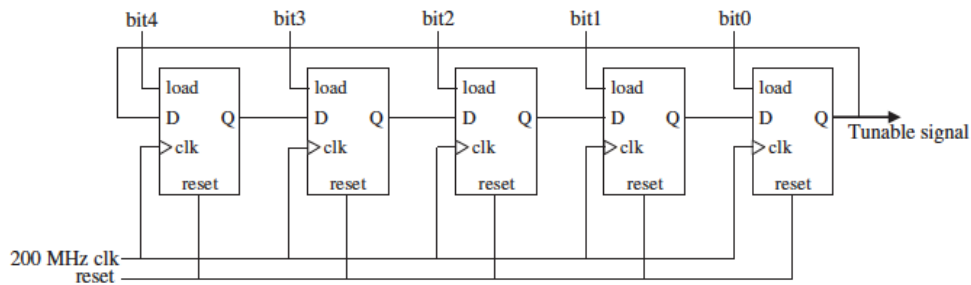 bit4 bit3 bit2 bit1 bit0
load load load load load
D Q D Q D Q D Q D Q
Tunable signal
clk clk clk clk clk
reset reset reset reset reset
200 MHz clk
reset